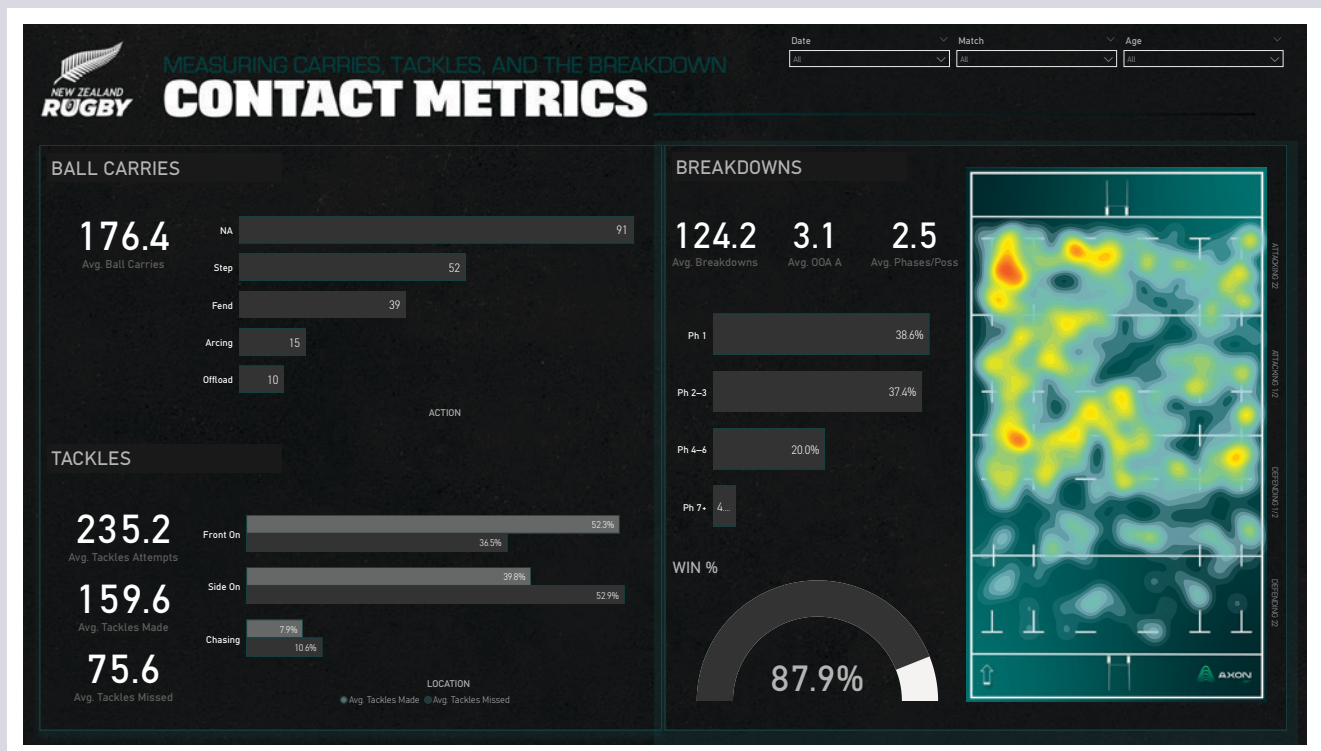 NEW ZEALAND
RUGBY
MEASURING CARRIES, TACKLES, AND THE BREAKDOWN
CONTACT METRICS
Date
All
Match
All
Age
All
BALL CARRIES
176.4
Avg. Ball Carries
NA
91
Step
52
Fend
39
Arcing
15
Offload
10
ACTION
TACKLES
235.2
Avg. Tackles Attempts
159.6
Avg. Tackles Made
75.6
Avg. Tackles Missed
Front On
52.3%
36.5%
Side On
39.8%
52.9%
Chasing
7.9%
10.6%
LOCATION
Avg. Tackles Made
Avg. Tackles Missed
BREAKDOWNS
124.2
Avg. Breakdowns
3.1
Avg. OOA A
2.5
Avg. Phases/Poss
Ph 1
38.6%
Ph 2–3
37.4%
Ph 4–6
20.0%
Ph 7+
4...
WIN %
87.9%
ATTACKING 22
ATTACKING 1/2
DEFENDING 1/2
DEFENDING 22
AXON